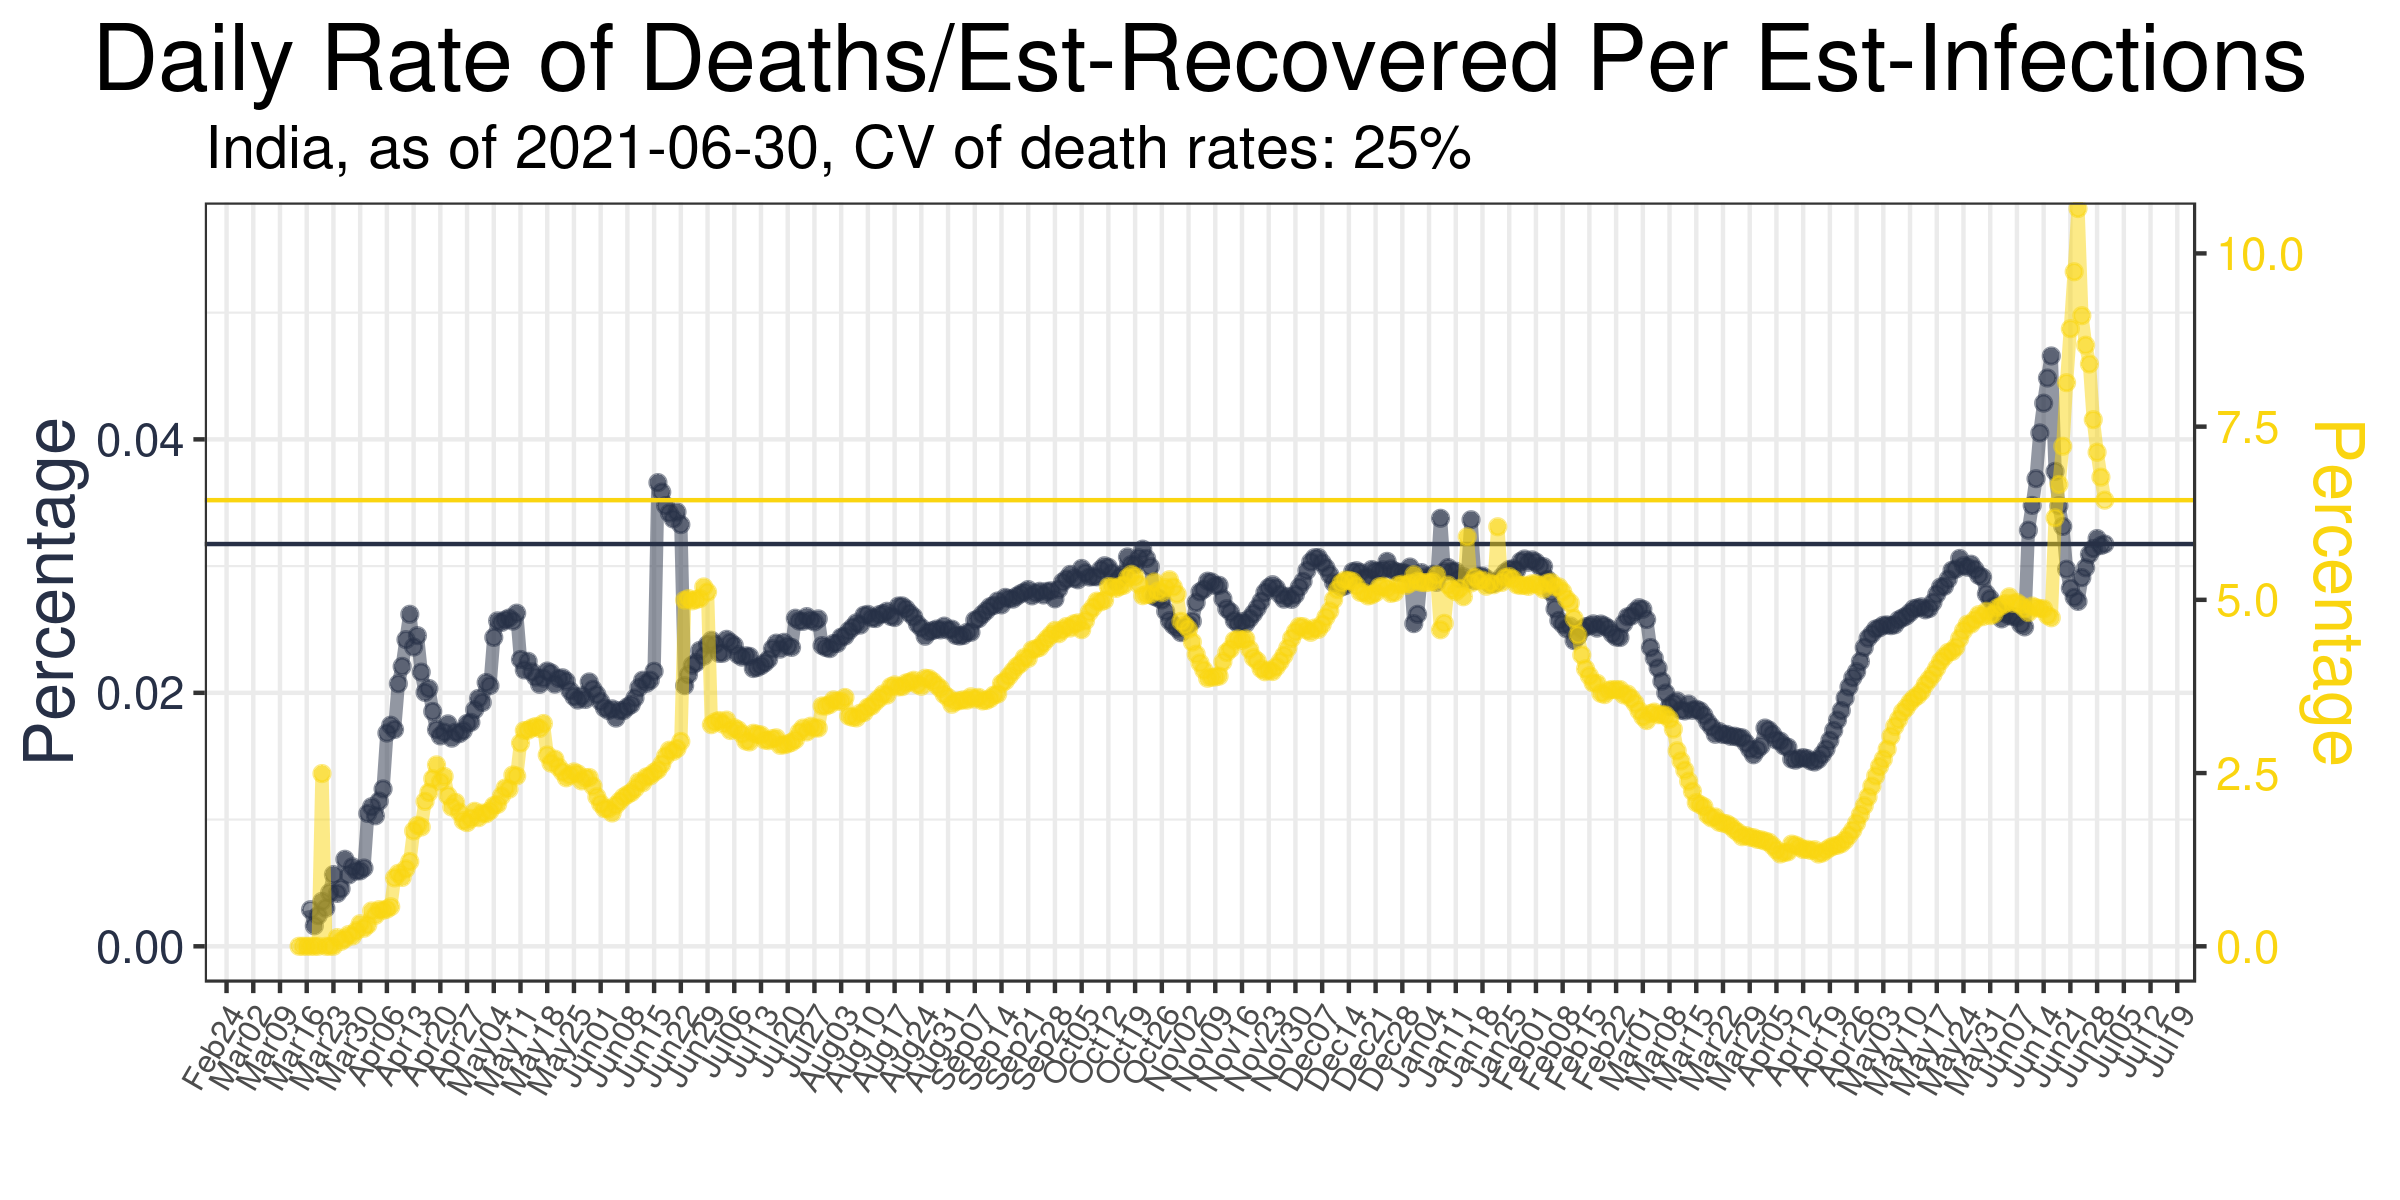 Daily Rate of Deaths/Est-Recovered Per Est-Infections
India, as of 2021-06-30, CV of death rates: 25%
Percentage
0.04
0.02
0.00
10.0
7.5
5.0
2.5
0.0
Percentage
Feb24
Mar02
Mar09
Mar16
Mar23
Mar30
Apr06
Apr13
Apr20
Apr27
May04
May11
May18
May25
Jun01
Jun08
Jun15
Jun22
Jun29
Jul06
Jul13
Jul20
Jul27
Aug03
Aug10
Aug17
Aug24
Aug31
Sep07
Sep14
Sep21
Sep28
Oct05
Oct12
Oct19
Oct26
Nov02
Nov09
Nov16
Nov23
Nov30
Dec07
Dec14
Dec21
Dec28
Jan04
Jan11
Jan18
Jan25
Feb01
Feb08
Feb15
Feb22
Mar01
Mar08
Mar15
Mar22
Mar29
Apr05
Apr12
Apr19
Apr26
May03
May10
May17
May24
May31
Jun07
Jun14
Jun21
Jun28
Jul05
Jul12
Jul19